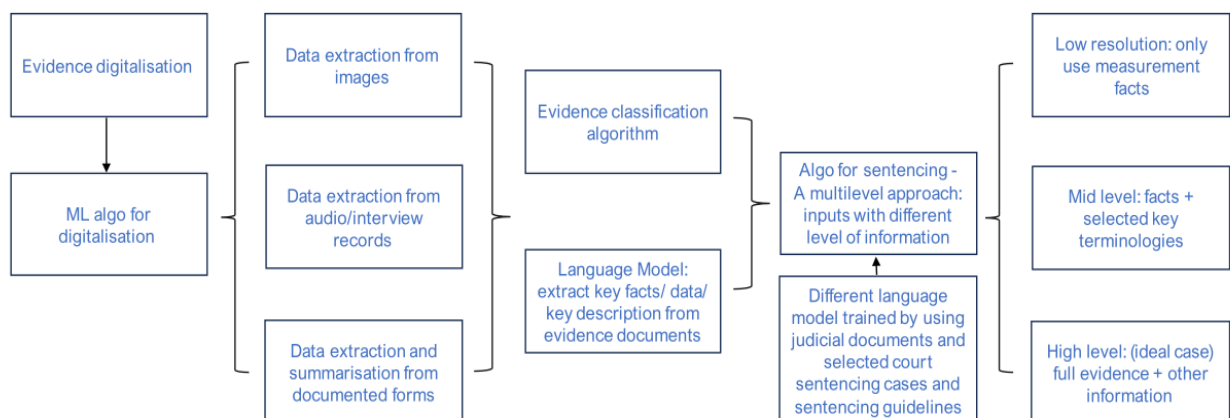 Evidence digitalisation
ML algo for
digitalisation
Data extraction from
images
Data extraction from
audio/interview
records
Data extraction and
summarisation from
documented forms
Evidence classification
algorithm
Language Model:
extract key facts/ data/
key description from
evidence documents
Algo for sentencing -
A multilevel approach:
inputs with different
level of information
Different language
model trained by using
judicial documents and
selected court
sentencing cases and
sentencing guidelines
Low resolution: only
use measurement
facts
Mid level: facts +
selected key
terminologies
High level: (ideal case)
full evidence + other
information